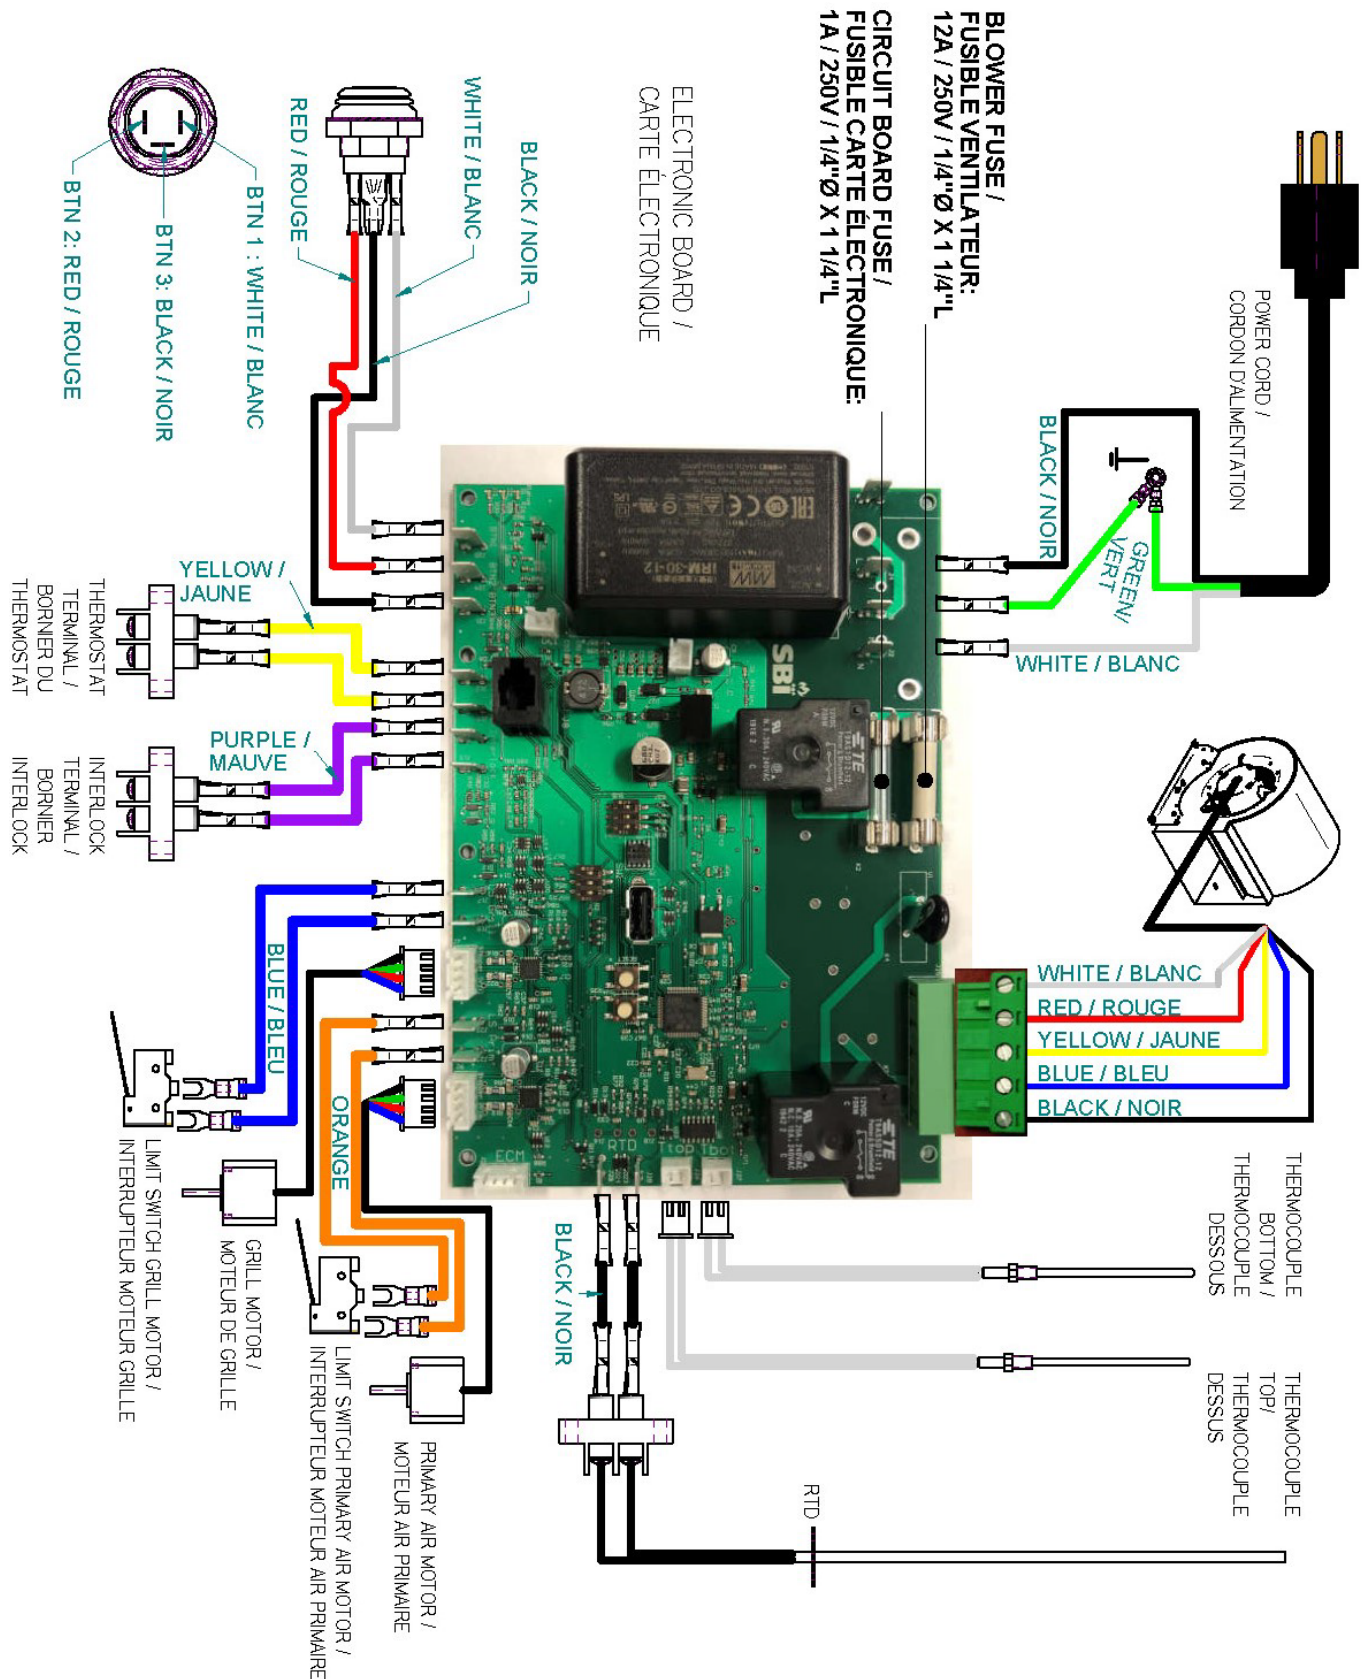 BLOWER FUSE /
FUSIBLE VENTILATEUR:
12A / 250V / 1/4"Ø X 1 1/4"L
CIRCUIT BOARD FUSE /
FUSIBLE CARTE ÉLECTRONIQUE:
1A / 250V / 1/4"Ø X 1 1/4"L
ELECTRONIC BOARD /
CARTE ÉLECTRONIQUE
POWER CORD /
CORDON D'ALIMENTATION
BLACK / NOIR
GREEN/
VERT
WHITE / BLANC
BLACK / NOIR
WHITE / BLANC
RED / ROUGE
BTN 1 : WHITE / BLANC
BTN 3: BLACK / NOIR
BTN 2: RED / ROUGE
YELLOW /
JAUNE
THERMOSTAT
TERMINAL /
BORNIER DU
THERMOSTAT
PURPLE /
MAUVE
INTERLOCK
TERMINAL /
BORNIER
INTERLOCK
WHITE / BLANC
RED / ROUGE
YELLOW / JAUNE
BLUE / BLEU
BLACK / NOIR
BLUE / BLEU
ORANGE
LIMIT SWITCH GRILL MOTOR /
INTERRUPTEUR MOTEUR GRILLE
GRILL MOTOR /
MOTEUR DE GRILLE
LIMIT SWITCH PRIMARY AIR MOTOR /
INTERRUPTEUR MOTEUR AIR PRIMAIRE
PRIMARY AIR MOTOR /
MOTEUR AIR PRIMAIRE
BLACK / NOIR
THERMOCOUPLE
BOTTOM /
THERMOCOUPLE
DESSOUS
THERMOCOUPLE
TOP/
THERMOCOUPLE
DESSUS
RTD
SBI
MW
IRM-30-12
TE
TE
RTD
ECM